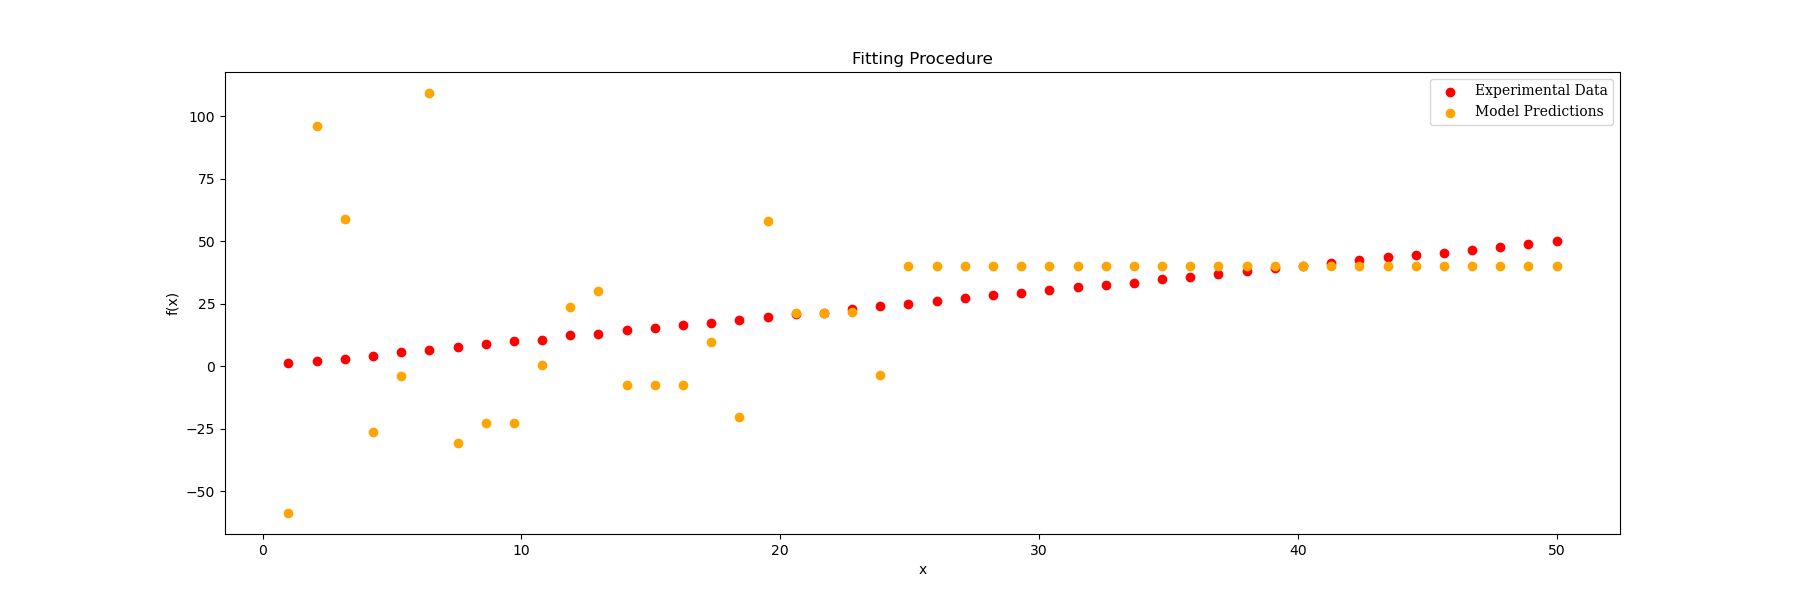 Fitting Procedure
Experimental Data
Model Predictions
100
75
50
25
0
−25
−50
f(x)
0 10 20 30 40 50
x